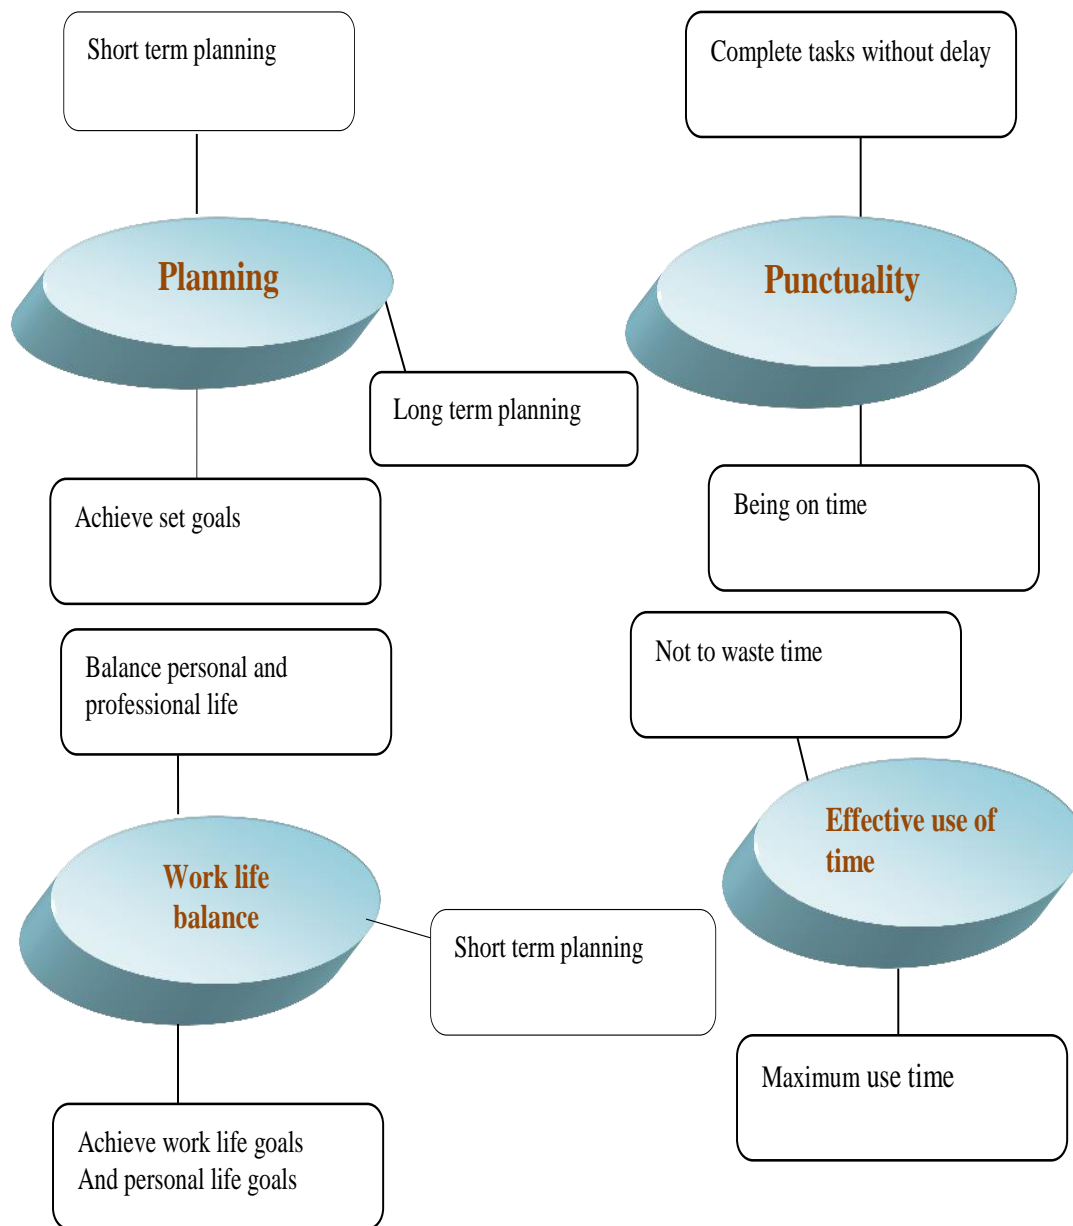 Short term planning
Complete tasks without delay
Planning
Punctuality
Long term planning
Achieve set goals
Being on time
Balance personal and
professional life
Not to waste time
Effective use of
time
Work life
balance
Short term planning
Maximum use time
Achieve work life goals
And personal life goals